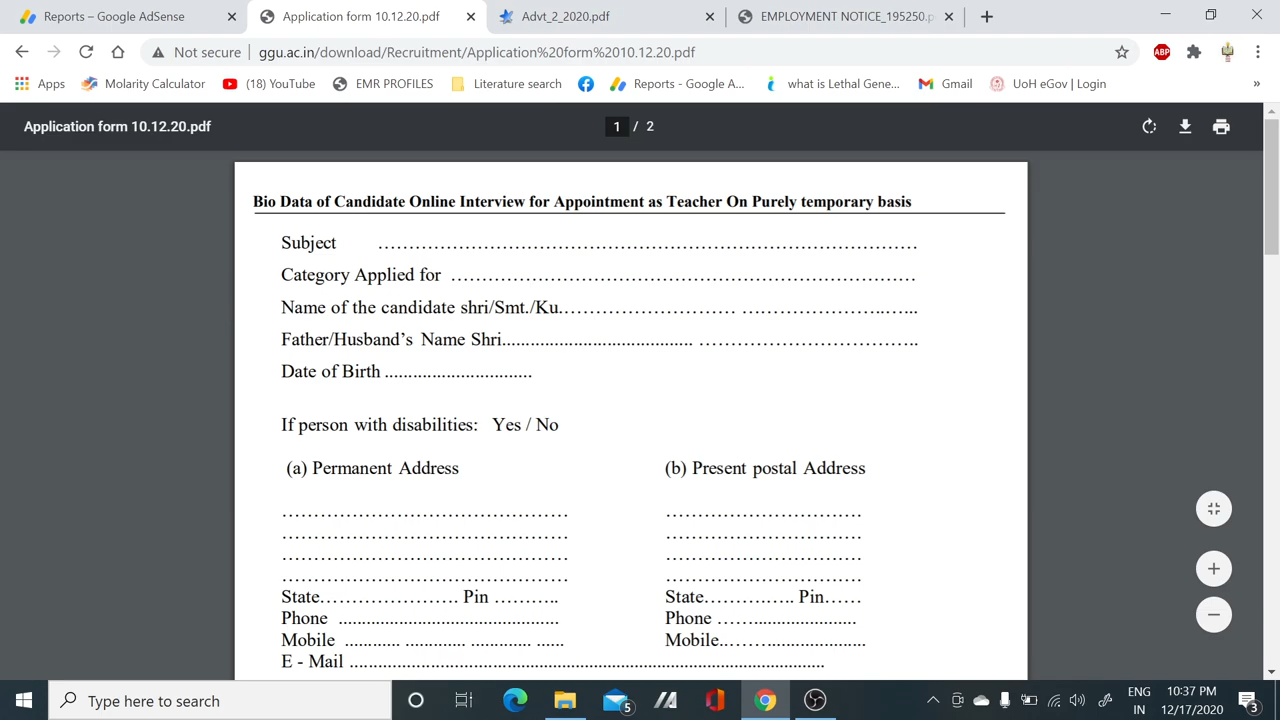 Reports – Google AdSense
Application form 10.12.20.pdf
Advt_2_2020.pdf
EMPLOYMENT NOTICE_195250.p
Not secure ggu.ac.in/download/Recruitment/Application%20form%2010.12.20.pdf
ABP
Apps Molarity Calculator (18) YouTube EMR PROFILES Literature search Reports - Google A... what is Lethal Gene... Gmail UoH eGov | Login »
Application form 10.12.20.pdf 1 / 2
Bio Data of Candidate Online Interview for Appointment as Teacher On Purely temporary basis
Subject ……………………………………………………………………………
Category Applied for …………………………………………………………………
Name of the candidate shri/Smt./Ku.……………………… …………………..…...
Father/Husband’s Name Shri......................................... ……………………………..
Date of Birth ................................
If person with disabilities: Yes / No
(a) Permanent Address (b) Present postal Address
……………………………………… …………………………
……………………………………… …………………………
……………………………………… …………………………
……………………………………… …………………………
State…………………. Pin ……….. State……….…. Pin……
Phone ............................................... Phone ……......................
Mobile ............ ............. ............. ...... Mobile..……......................
E - Mail ......................................................................................................
Type here to search
5
ENG
IN
10:37 PM
12/17/2020
3